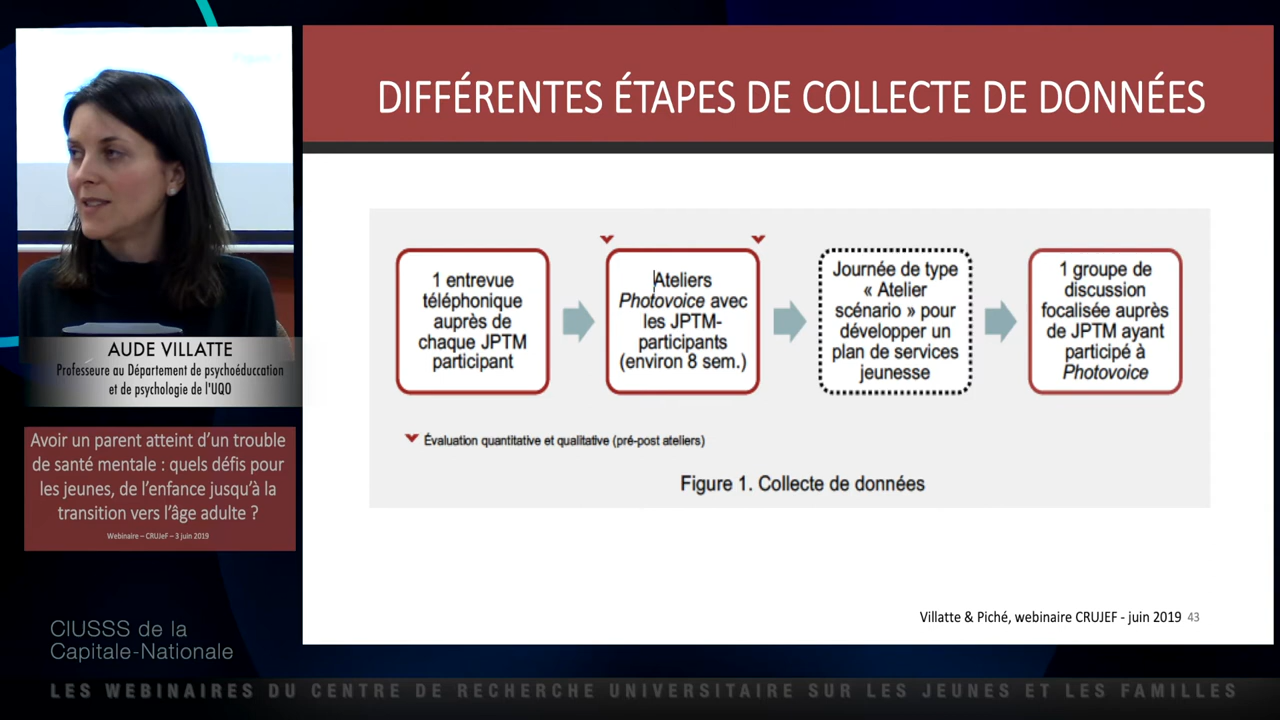 DIFFÉRENTES ÉTAPES DE COLLECTE DE DONNÉES
1 entrevue
téléphonique
auprès de
chaque JPTM
participant
Ateliers
Photovoice avec
les JPTM-
participants
(environ 8 sem.)
Journée de type
« Atelier
scénario » pour
développer un
plan de services
jeunesse
1 groupe de
discussion
focalisée auprès
de JPTM ayant
participé à
Photovoice
Évaluation quantitative et qualitative (pré-post ateliers)
Figure 1. Collecte de données
Villatte & Piché, webinaire CRUJEF - juin 2019 43
AUDE VILLATTE
Professeure au Département de psychoéduccation
et de psychologie de l'UQO
Avoir un parent atteint d'un trouble
de santé mentale : quels défis pour
les jeunes, de l'enfance jusqu'à la
transition vers l'âge adulte ?
Webinaire – CRUJeF – 3 juin 2019
CIUSSS de la
Capitale-Nationale
LES WEBINAIRES DU CENTRE DE RECHERCHE UNIVERSITAIRE SUR LES JEUNES ET LES FAMILLES